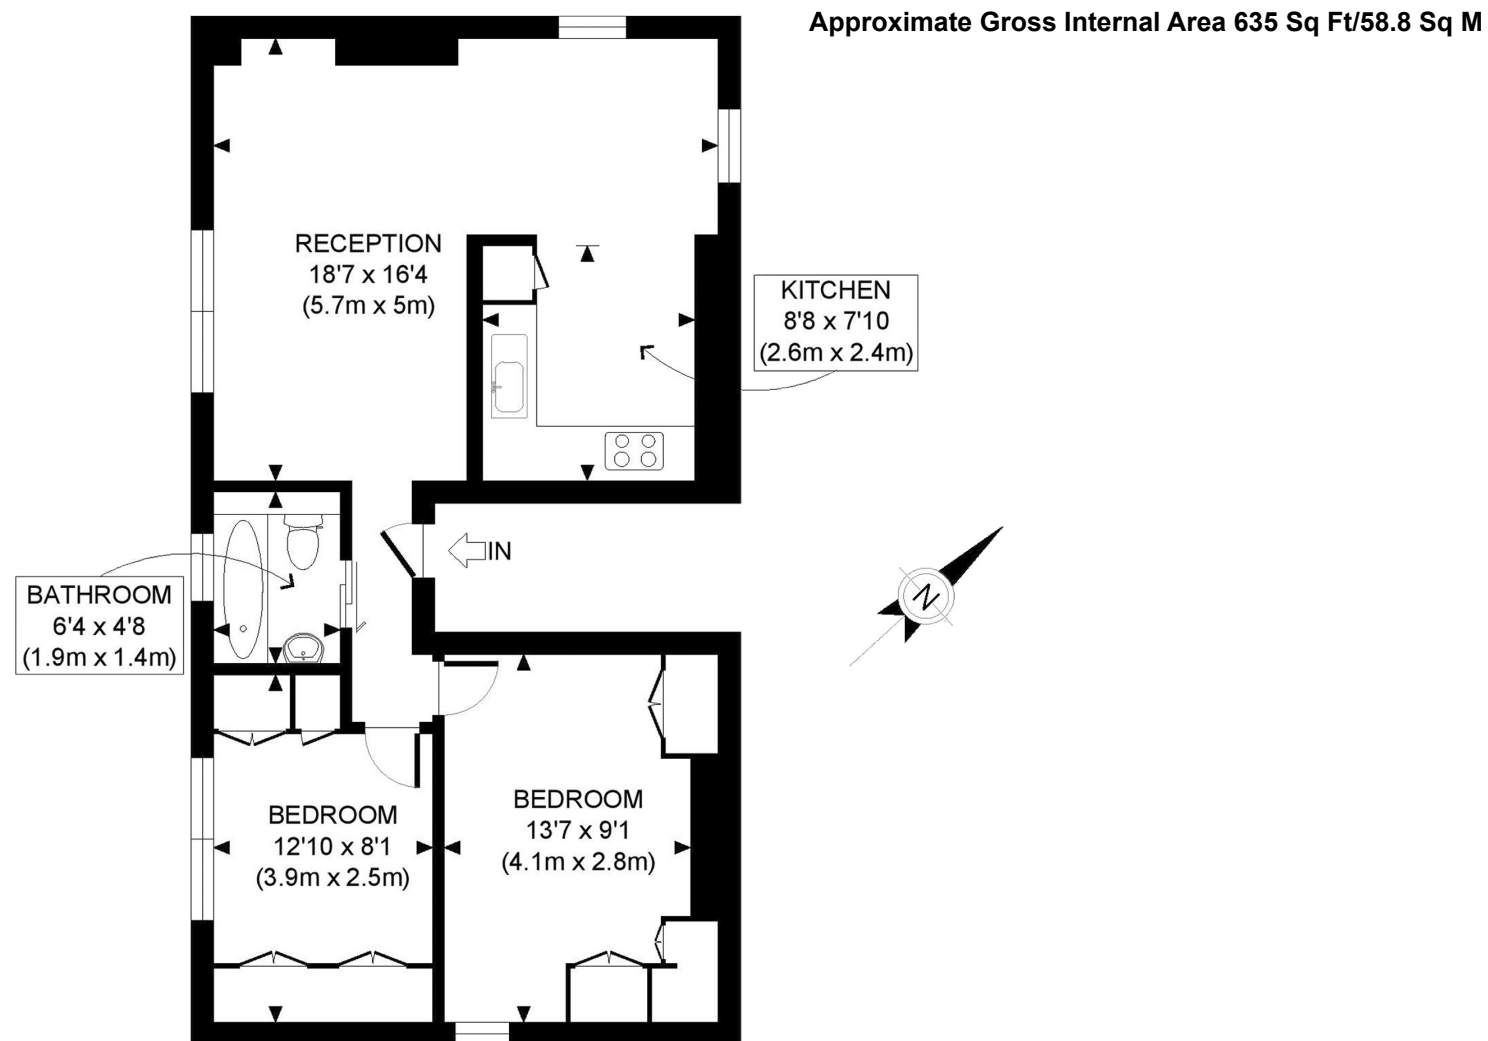 Approximate Gross Internal Area 635 Sq Ft/58.8 Sq M
RECEPTION
18'7 x 16'4
(5.7m x 5m)
KITCHEN
8'8 x 7'10
(2.6m x 2.4m)
IN
BATHROOM
6'4 x 4'8
(1.9m x 1.4m)
N
BEDROOM
12'10 x 8'1
(3.9m x 2.5m)
BEDROOM
13'7 x 9'1
(4.1m x 2.8m)